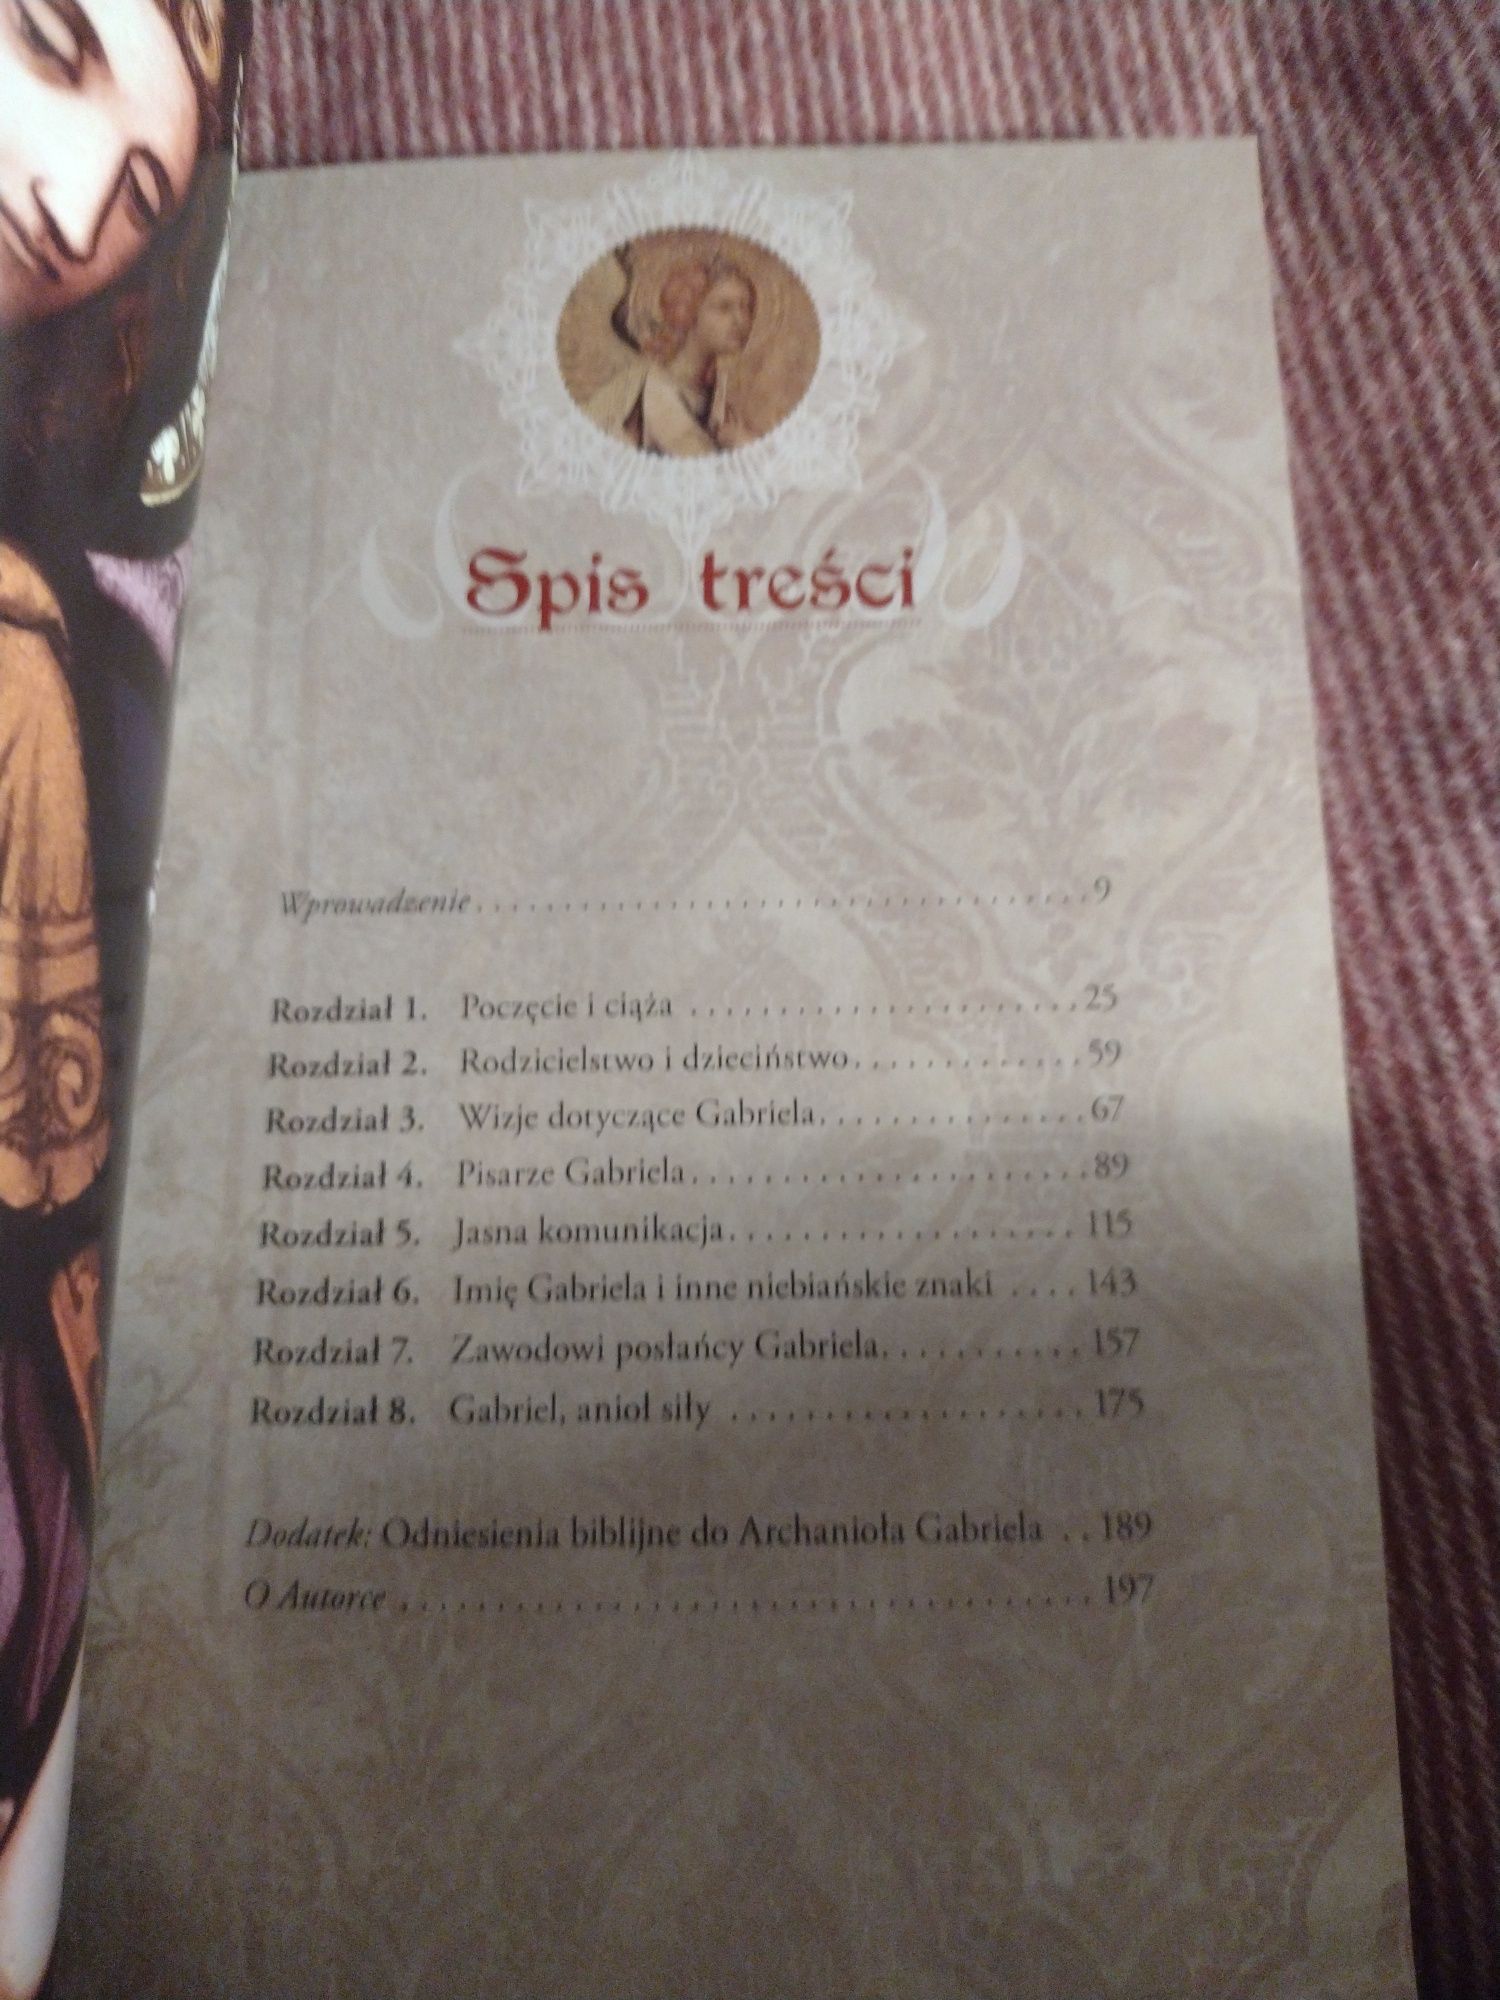 Spis treści
Wprowadzenie.....................................9
Rozdział 1. Poczęcie i ciąża ........................25
Rozdział 2. Rodzicielstwo i dzieciństwo.............59
Rozdział 3. Wizje dotyczące Gabriela................67
Rozdział 4. Pisarze Gabriela.......................89
Rozdział 5. Jasna komunikacja....................115
Rozdział 6. Imię Gabriela i inne niebiańskie znaki ....143
Rozdział 7. Zawodowi posłańcy Gabriela...........157
Rozdział 8. Gabriel, anioł siły ....................175
Dodatek: Odniesienia biblijne do Archanioła Gabriela ..189
O Autorce .....................................197